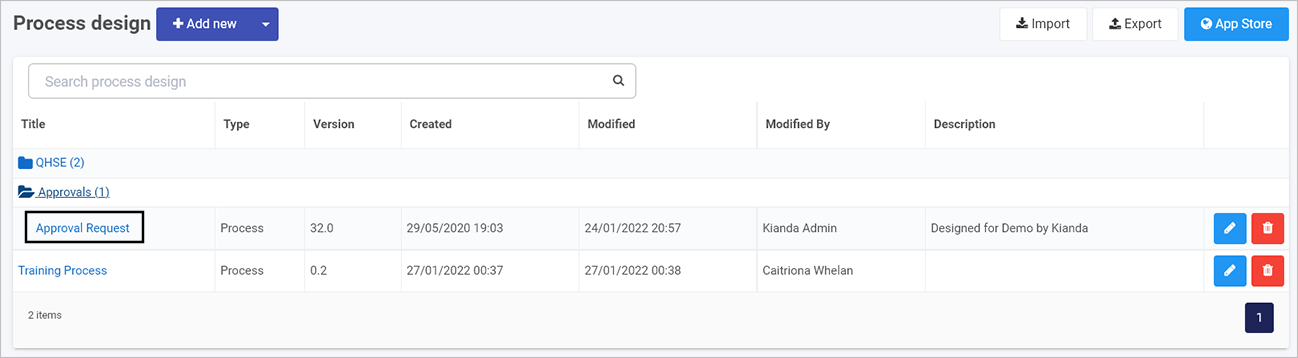 Process design + Add new Import Export App Store
Search process design
Title Type Version Created Modified Modified By Description
QHSE (2)
Approvals (1)
Approval Request Process 32.0 29/05/2020 19:03 24/01/2022 20:57 Kianda Admin Designed for Demo by Kianda
Training Process Process 0.2 27/01/2022 00:37 27/01/2022 00:38 Caitriona Whelan
2 items 1